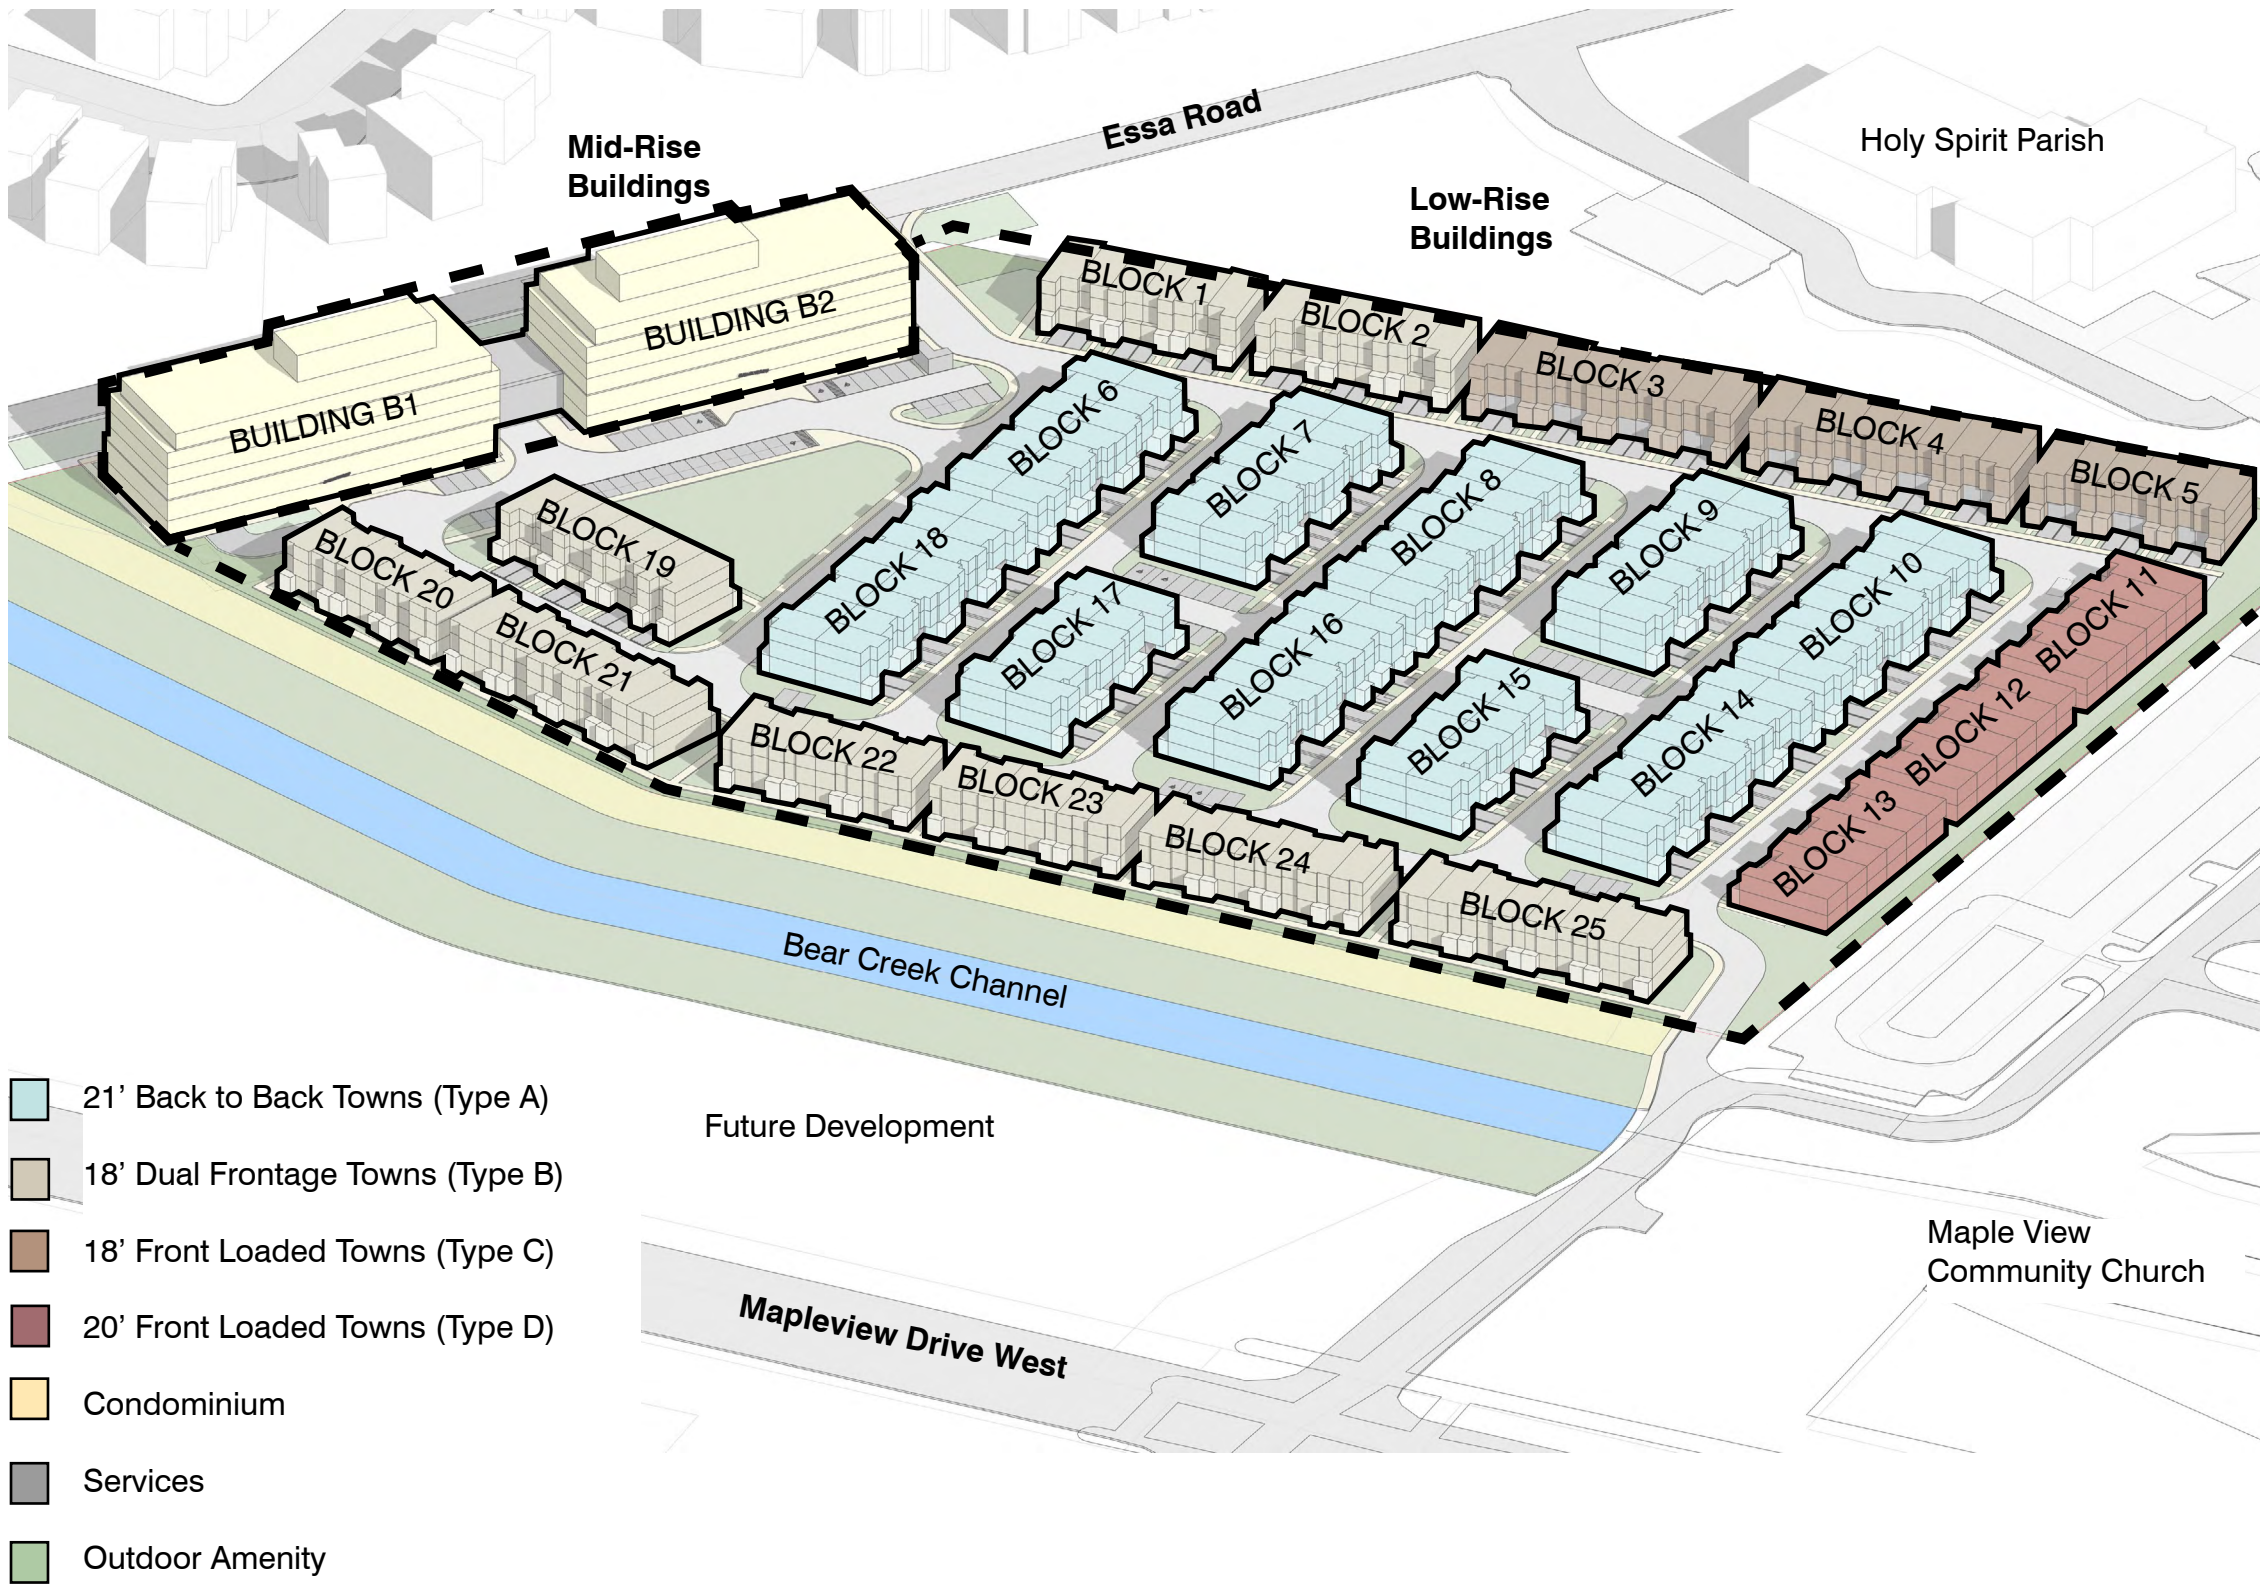 Essa Road
Holy Spirit Parish
Mid-Rise
Buildings
Low-Rise
Buildings
BLOCK 1
BLOCK 2
BLOCK 3
BLOCK 4
BLOCK 5
BUILDING B2
BUILDING B1
BLOCK 6
BLOCK 7
BLOCK 8
BLOCK 9
BLOCK 10
BLOCK 11
BLOCK 19
BLOCK 18
BLOCK 17
BLOCK 16
BLOCK 15
BLOCK 14
BLOCK 12
BLOCK 13
BLOCK 20
BLOCK 21
BLOCK 22
BLOCK 23
BLOCK 24
BLOCK 25
Bear Creek Channel
21’ Back to Back Towns (Type A)
18’ Dual Frontage Towns (Type B)
18’ Front Loaded Towns (Type C)
20’ Front Loaded Towns (Type D)
Condominium
Services
Outdoor Amenity
Future Development
Mapleview Drive West
Maple View
Community Church